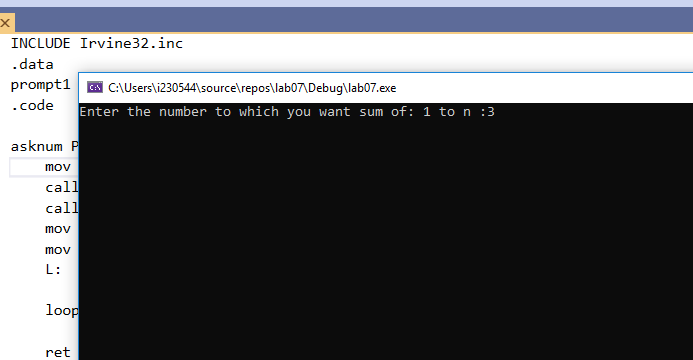 INCLUDE Irvine32.inc
.data
prompt1
.code
asknum P
mov
call
call
mov
mov
L:
loop
ret
C:\Users\i230544\source\repos\lab07\Debug\lab07.exe
Enter the number to which you want sum of: 1 to n :3